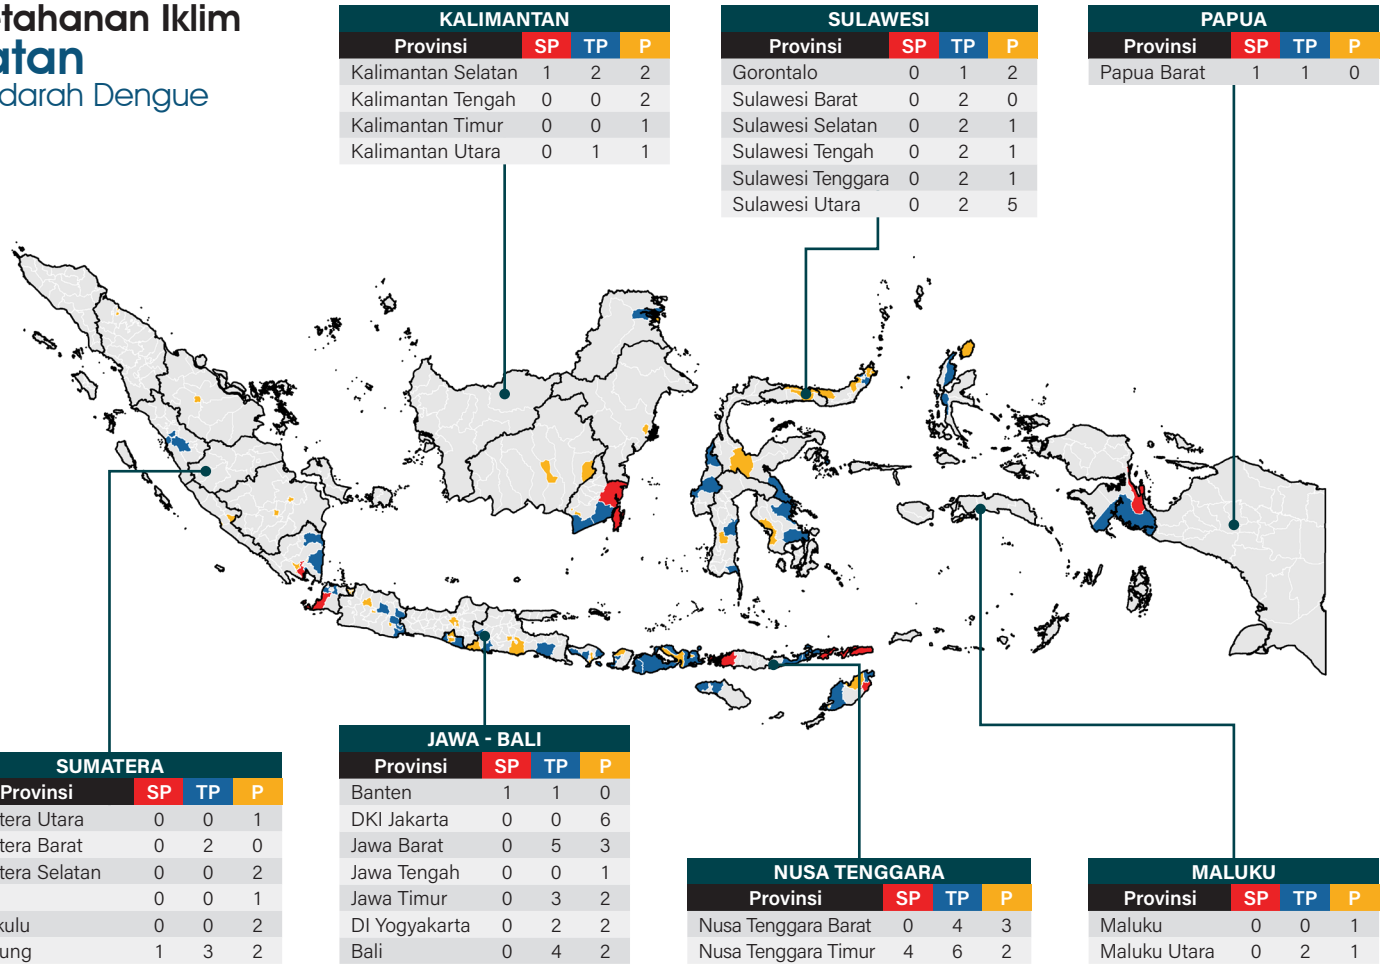 etahanan Iklim
atan
darah Dengue
KALIMANTAN
Provinsi SP TP P
Kalimantan Selatan 1 2 2
Kalimantan Tengah 0 0 2
Kalimantan Timur 0 0 1
Kalimantan Utara 0 1 1
SULAWESI
Provinsi SP TP P
Gorontalo 0 1 2
Sulawesi Barat 0 2 0
Sulawesi Selatan 0 2 1
Sulawesi Tengah 0 2 1
Sulawesi Tenggara 0 2 1
Sulawesi Utara 0 2 5
PAPUA
Provinsi SP TP P
Papua Barat 1 1 0
SUMATERA
Provinsi SP TP P
tera Utara 0 0 1
tera Barat 0 2 0
tera Selatan 0 0 2
0 0 1
kulu 0 0 2
ung 1 3 2
JAWA - BALI
Provinsi SP TP P
Banten 1 1 0
DKI Jakarta 0 0 6
Jawa Barat 0 5 3
Jawa Tengah 0 0 1
Jawa Timur 0 3 2
DI Yogyakarta 0 2 2
Bali 0 4 2
NUSA TENGGARA
Provinsi SP TP P
Nusa Tenggara Barat 0 4 3
Nusa Tenggara Timur 4 6 2
MALUKU
Provinsi SP TP P
Maluku 0 0 1
Maluku Utara 0 2 1